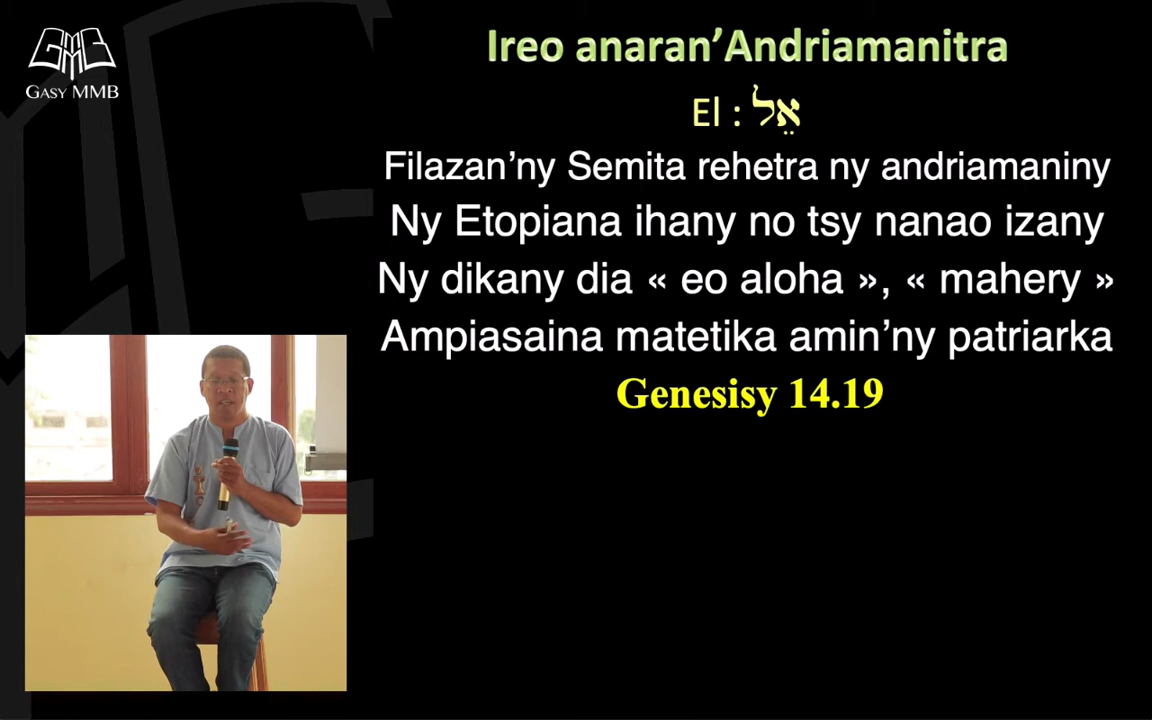 GASY MMB
Ireo anaran’Andriamanitra
El : אֵל
Filazan’ny Semita rehetra ny andriamaniny
Ny Etopiana ihany no tsy nanao izany
Ny dikany dia « eo aloha », « mahery »
Ampiasaina matetika amin’ny patriarka
Genesisy 14.19